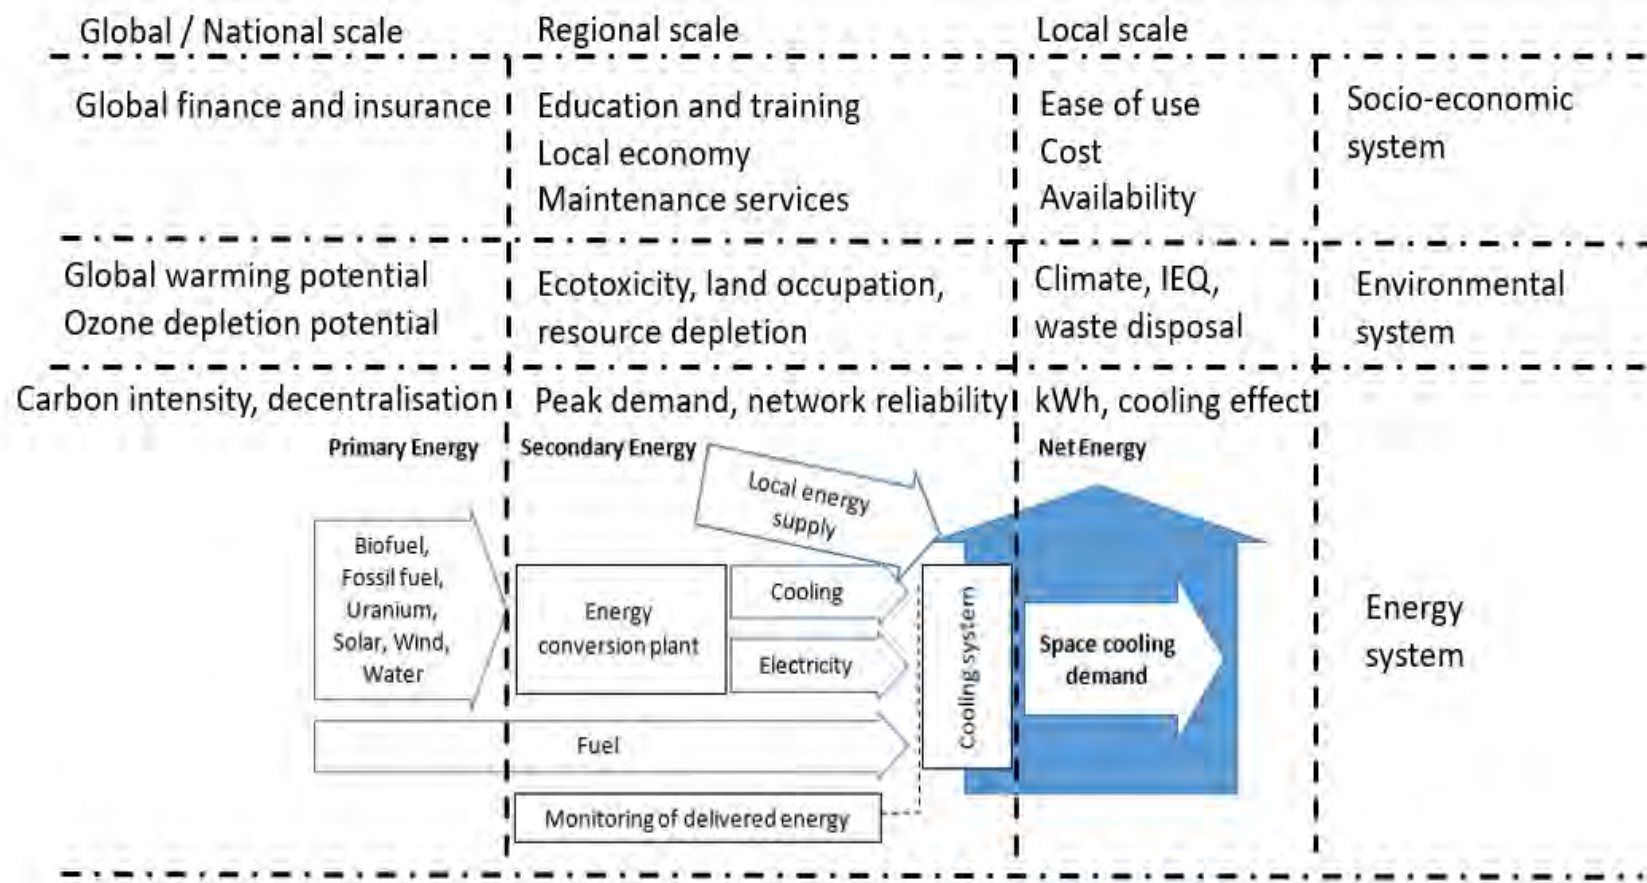 Global / National scale
Regional scale
Local scale
Global finance and insurance
Education and training
Local economy
Maintenance services
Ease of use
Cost
Availability
Socio-economic
system
Global warming potential
Ozone depletion potential
Ecotoxicity, land occupation,
resource depletion
Climate, IEQ,
waste disposal
Environmental
system
Carbon intensity, decentralisation
Peak demand, network reliability
kWh, cooling effect
Primary Energy
Secondary Energy
Net Energy
Local energy
supply
Biofuel,
Fossil fuel,
Uranium,
Solar, Wind,
Water
Energy
conversion plant
Cooling
Electricity
Cooling system
Space cooling
demand
Energy
system
Fuel
Monitoring of delivered energy